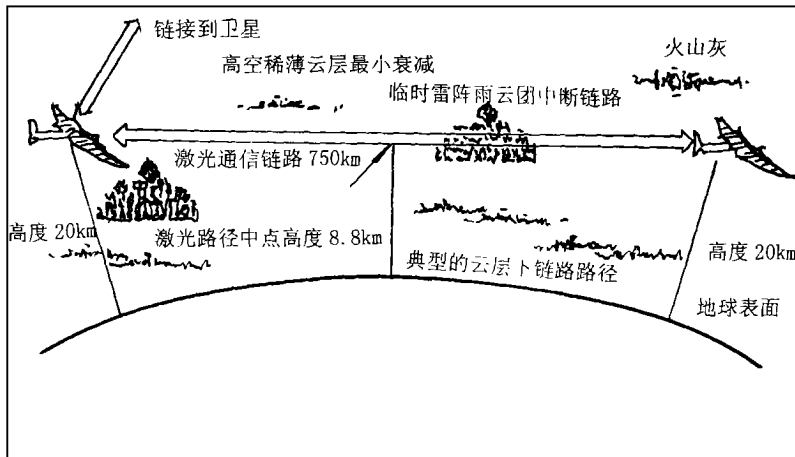 链接到卫星
火山灰
高空稀薄云层最小衰减
临时雷阵雨云团中断链路
激光通信链路 750km
高度 20km
激光路径中点高度 8.8km
典型的云层下链路路径
高度 20km
地球表面